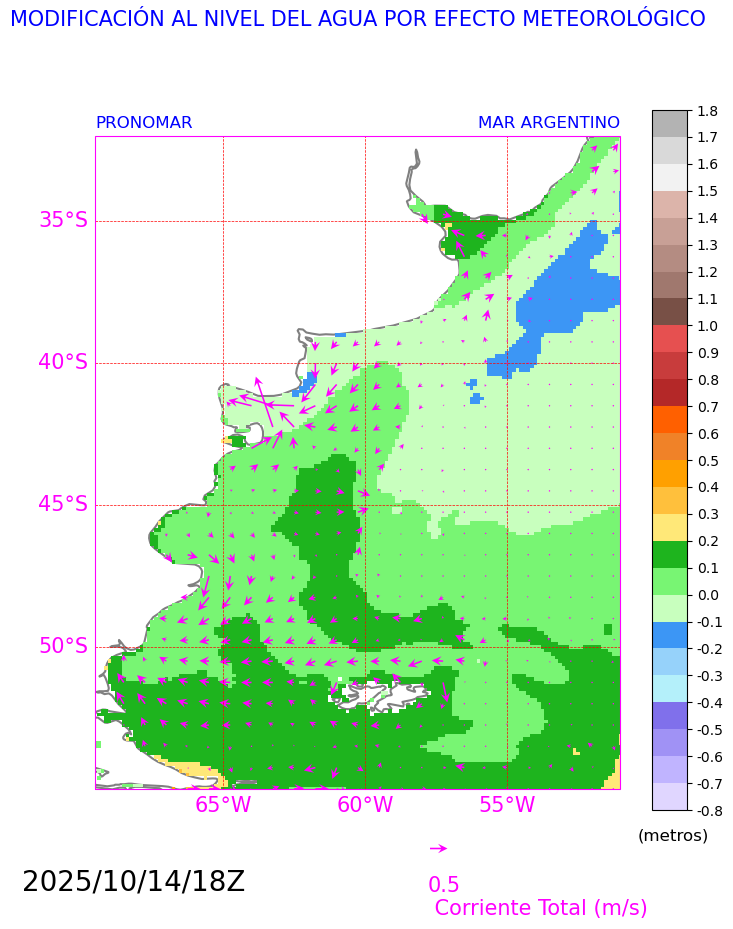 MODIFICACIÓN AL NIVEL DEL AGUA POR EFECTO METEOROLÓGICO
PRONOMAR
MAR ARGENTINO
35°S
40°S
45°S
50°S
65°W
60°W
55°W
1.8
1.7
1.6
1.5
1.4
1.3
1.2
1.1
1.0
0.9
0.8
0.7
0.6
0.5
0.4
0.3
0.2
0.1
0.0
-0.1
-0.2
-0.3
-0.4
-0.5
-0.6
-0.7
-0.8
(metros)
2025/10/14/18Z
0.5
Corriente Total (m/s)